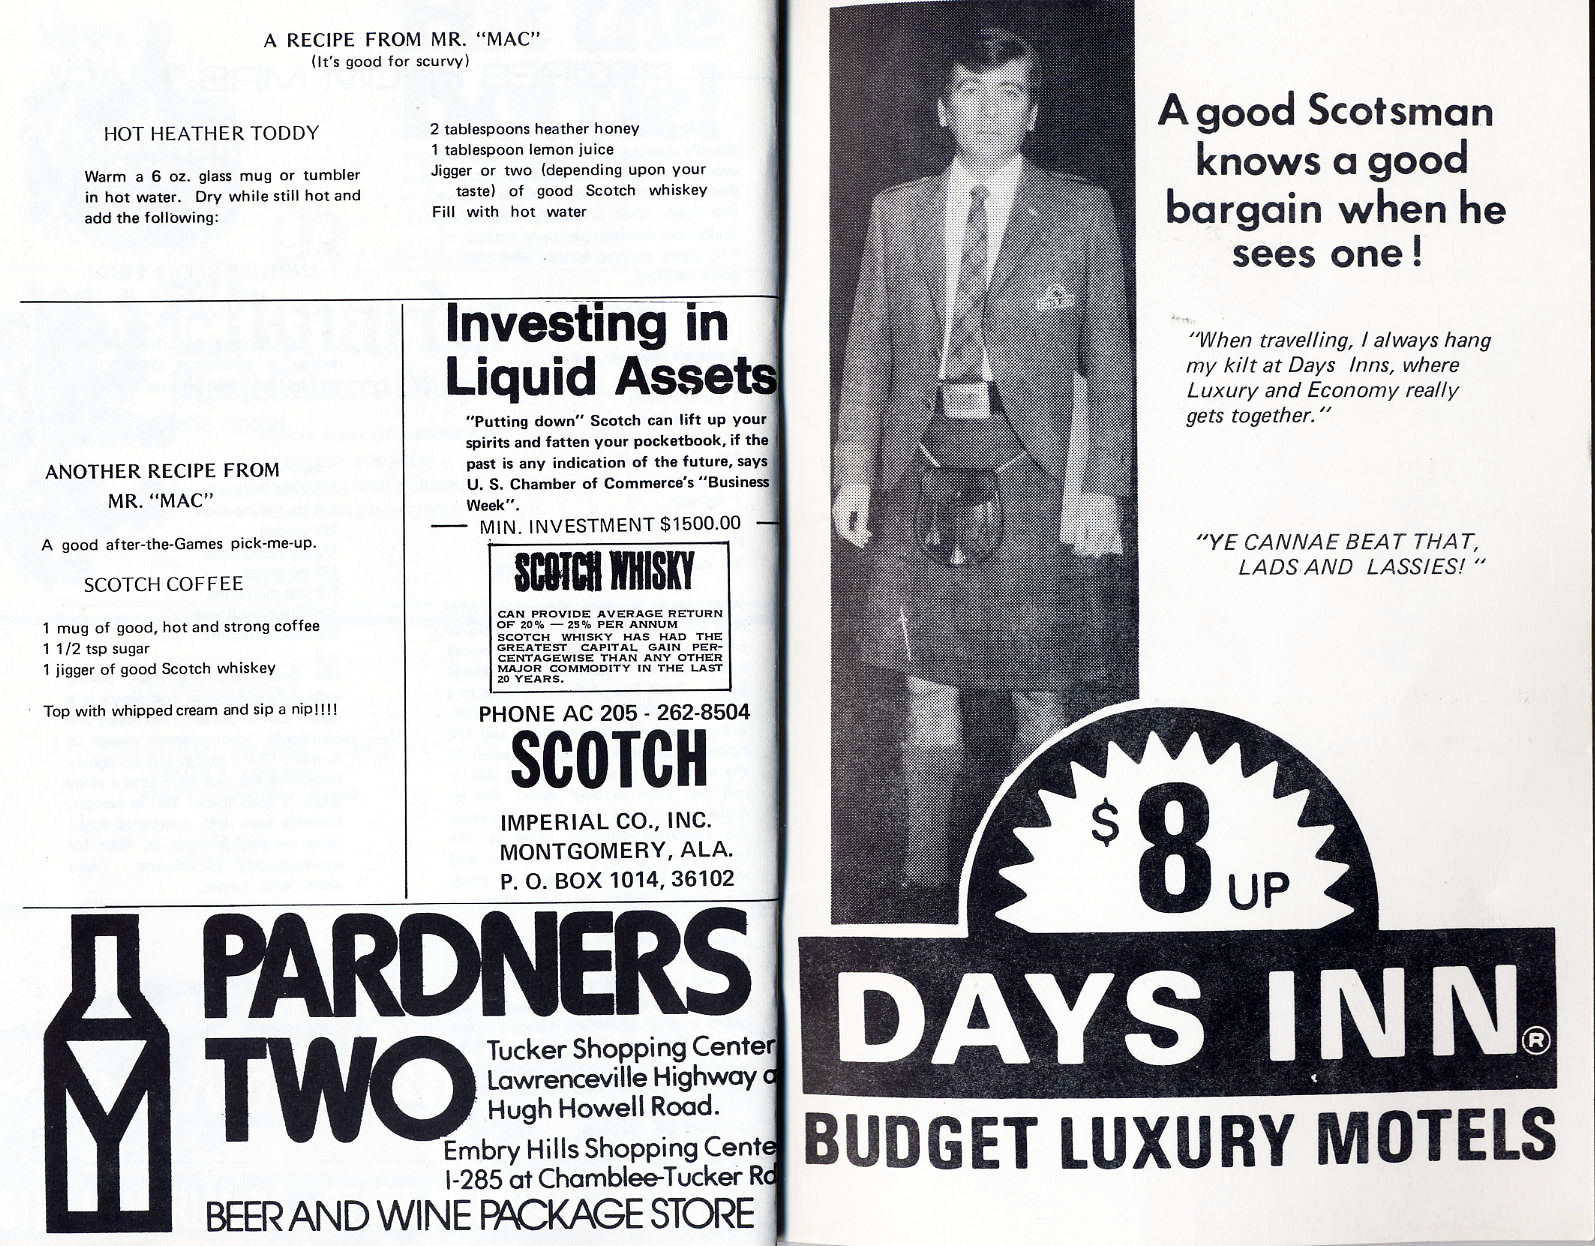 A RECIPE FROM MR. "MAC"
(It's good for scurvy)
HOT HEATHER TODDY
Warm a 6 oz. glass mug or tumbler
in hot water. Dry while still hot and
add the following:
2 tablespoons heather honey
1 tablespoon lemon juice
Jigger or two (depending upon your
taste) of good Scotch whiskey
Fill with hot water
ANOTHER RECIPE FROM
MR. "MAC"
A good after-the-Games pick-me-up.
SCOTCH COFFEE
1 mug of good, hot and strong coffee
1 1/2 tsp sugar
1 jigger of good Scotch whiskey
Top with whipped cream and sip a nip!!!!
Investing in
Liquid Assets
"Putting down" Scotch can lift up your
spirits and fatten your pocketbook, if the
past is any indication of the future, says
U. S. Chamber of Commerce's "Business
Week".
MIN. INVESTMENT $1500.00
SCOTCH WHISKY
CAN PROVIDE AVERAGE RETURN
OF 20% — 25% PER ANNUM
SCOTCH WHISKY HAS HAD THE
GREATEST CAPITAL GAIN PER-
CENTAGEWISE THAN ANY OTHER
MAJOR COMMODITY IN THE LAST
20 YEARS.
PHONE AC 205 - 262-8504
SCOTCH
IMPERIAL CO., INC.
MONTGOMERY, ALA.
P. O. BOX 1014, 36102
PARDNERS
TWO
Tucker Shopping Center
Lawrenceville Highway
Hugh Howell Road.
Embry Hills Shopping Cente
I-285 at Chamblee-Tucker Rd
BEER AND WINE PACKAGE STORE
A good Scotsman
knows a good
bargain when he
sees one!
"When travelling, I always hang
my kilt at Days Inns, where
Luxury and Economy really
gets together."
"YE CANNAE BEAT THAT,
LADS AND LASSIES! "
$8 UP
DAYS INN®
BUDGET LUXURY MOTELS